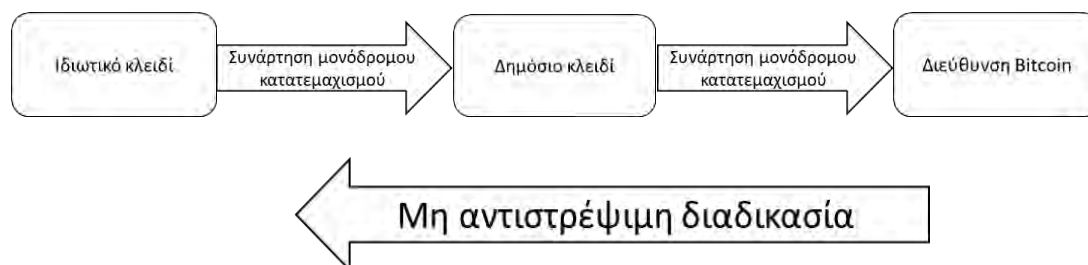 Ιδιωτικό κλειδί
Συνάρτηση μονόδρομου
κατατεμαχισμού
Δημόσιο κλειδί
Συνάρτηση μονόδρομου
κατατεμαχισμού
Διεύθυνση Bitcoin
Μη αντιστρέψιμη διαδικασία